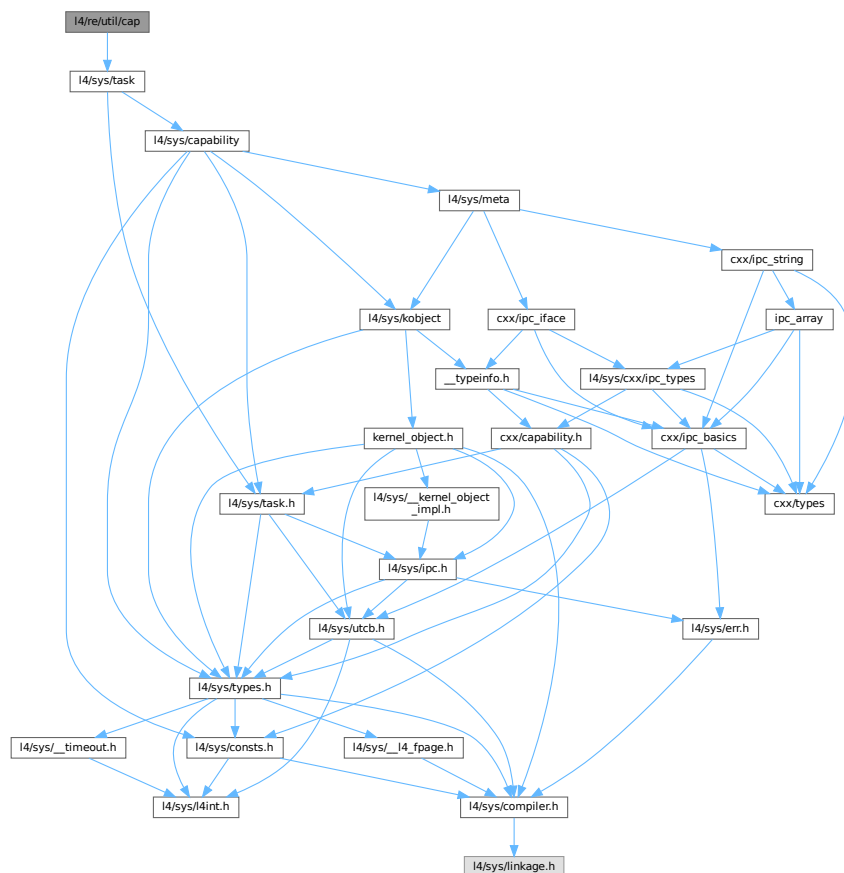 l4/re/util/cap
l4/sys/task
l4/sys/capability
l4/sys/meta
cxx/ipc_string
l4/sys/kobject
cxx/ipc_iface
ipc_array
__typeinfo.h
l4/sys/cxx/ipc_types
kernel_object.h
cxx/capability.h
cxx/ipc_basics
l4/sys/task.h
l4/sys/__kernel_object
_impl.h
cxx/types
l4/sys/ipc.h
l4/sys/utcb.h
l4/sys/err.h
l4/sys/types.h
l4/sys/__timeout.h
l4/sys/consts.h
l4/sys/__l4_fpage.h
l4/sys/l4int.h
l4/sys/compiler.h
l4/sys/linkage.h